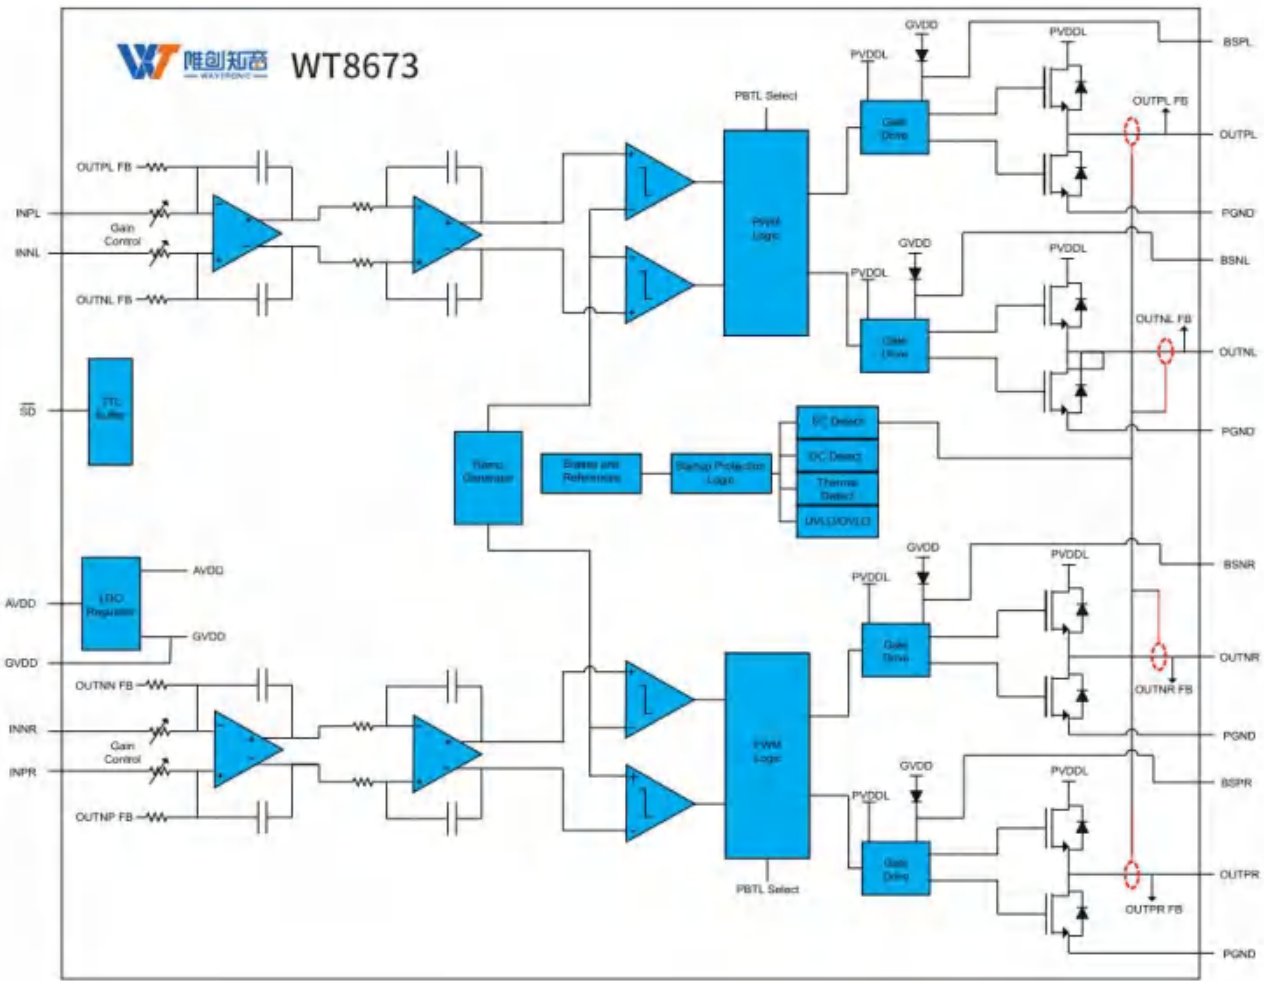 唯创知音
WAYTRONIC
WT8673
GVDD
PVDDL
PVDDL
BSPL
PBTL Select
OUTPL FB
Gate
Drive
OUTPL
OUTPL FB
INPL
Gain
Control
INNL
OUTNL FB
PWM
Logic
PGND
GVDD
PVDDL
PVDDL
BSNL
OUTNL FB
Gate
Drive
OUTNL
SD
TTL
Buffer
PGND
Ramp
Generator
Biases and
References
Startup Protection
Logic
SC Detect
DC Detect
Thermal
Detect
UVLO/OVLO
AVDD
LDO
Regulator
AVDD
GVDD
GVDD
GVDD
PVDDL
PVDDL
BSNR
Gate
Drive
OUTNR
OUTNR FB
PGND
OUTNN FB
INNR
Gain
Control
INPR
OUTNP FB
PWM
Logic
GVDD
PVDDL
PVDDL
BSPR
Gate
Drive
OUTPR
OUTPR FB
PBTL Select
PGND